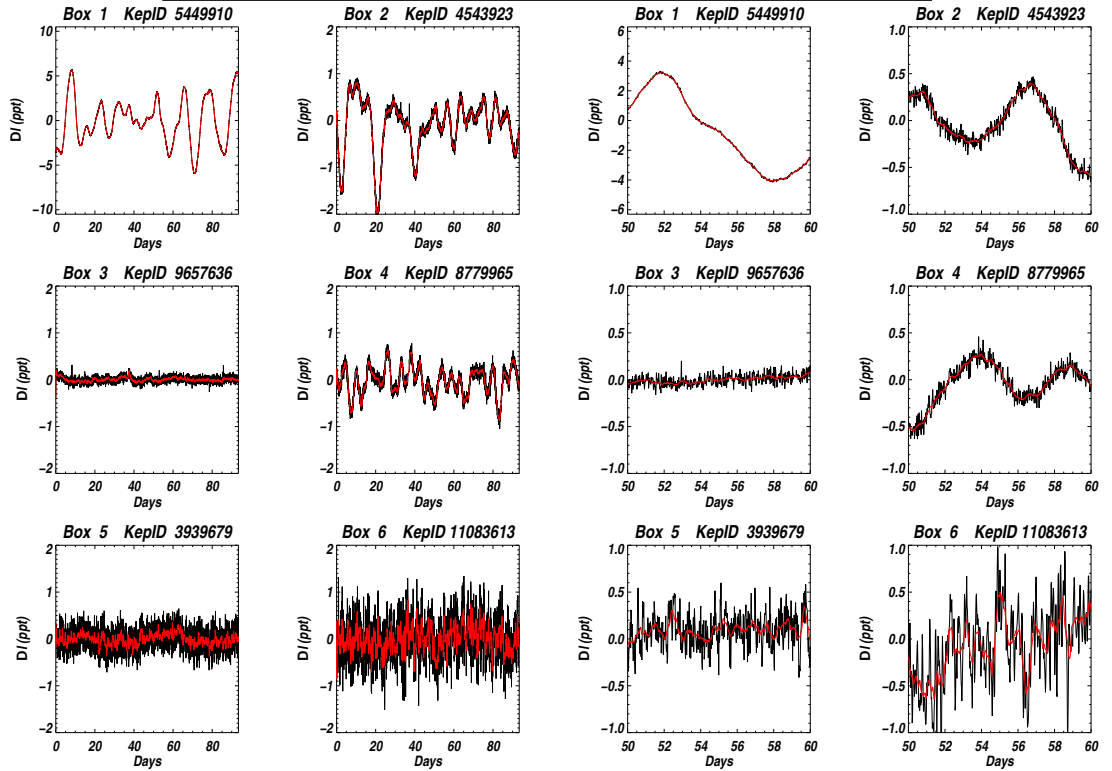 Box 1 KepID 5449910
Box 2 KepID 4543923
Box 1 KepID 5449910
Box 2 KepID 4543923
10
5
0
−5
−10
DI (ppt)
0 20 40 60 80
Days
2
1
0
−1
−2
DI (ppt)
0 20 40 60 80
Days
6
4
2
0
−2
−4
−6
DI (ppt)
50 52 54 56 58 60
Days
1.0
0.5
0.0
−0.5
−1.0
DI (ppt)
50 52 54 56 58 60
Days
Box 3 KepID 9657636
Box 4 KepID 8779965
Box 3 KepID 9657636
Box 4 KepID 8779965
2
1
0
−1
−2
DI (ppt)
0 20 40 60 80
Days
2
1
0
−1
−2
DI (ppt)
0 20 40 60 80
Days
1.0
0.5
0.0
−0.5
−1.0
DI (ppt)
50 52 54 56 58 60
Days
1.0
0.5
0.0
−0.5
−1.0
DI (ppt)
50 52 54 56 58 60
Days
Box 5 KepID 3939679
Box 6 KepID 11083613
Box 5 KepID 3939679
Box 6 KepID 11083613
2
1
0
−1
−2
DI (ppt)
0 20 40 60 80
Days
2
1
0
−1
−2
DI (ppt)
0 20 40 60 80
Days
1.0
0.5
0.0
−0.5
−1.0
DI (ppt)
50 52 54 56 58 60
Days
1.0
0.5
0.0
−0.5
−1.0
DI (ppt)
50 52 54 56 58 60
Days